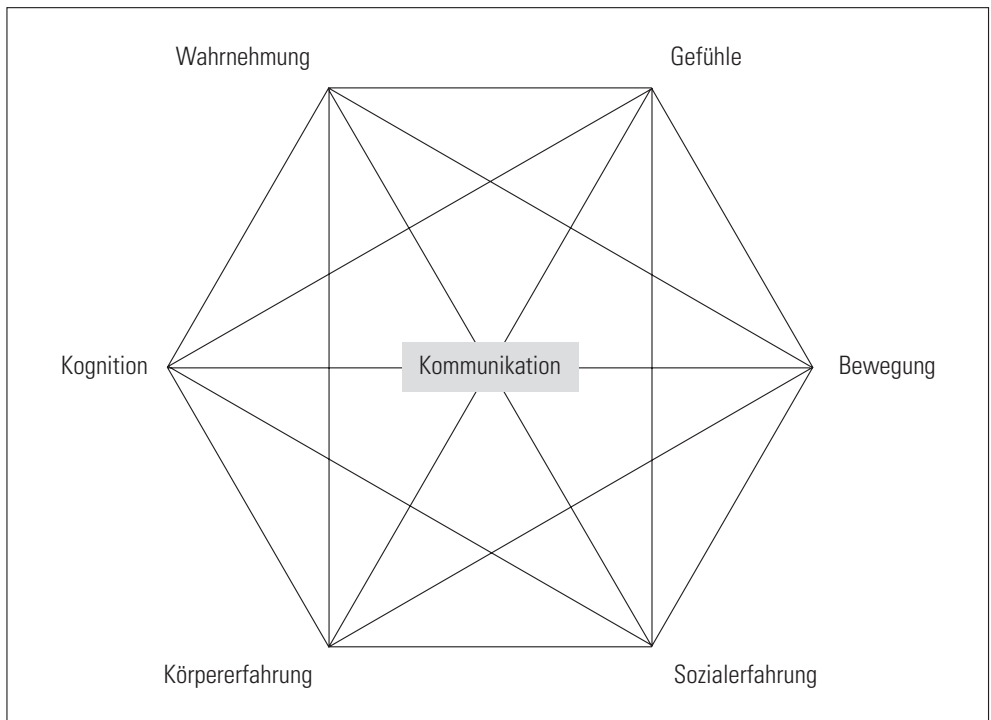 Wahrnehmung
Gefühle
Kognition
Kommunikation
Bewegung
Körpererfahrung
Sozialerfahrung